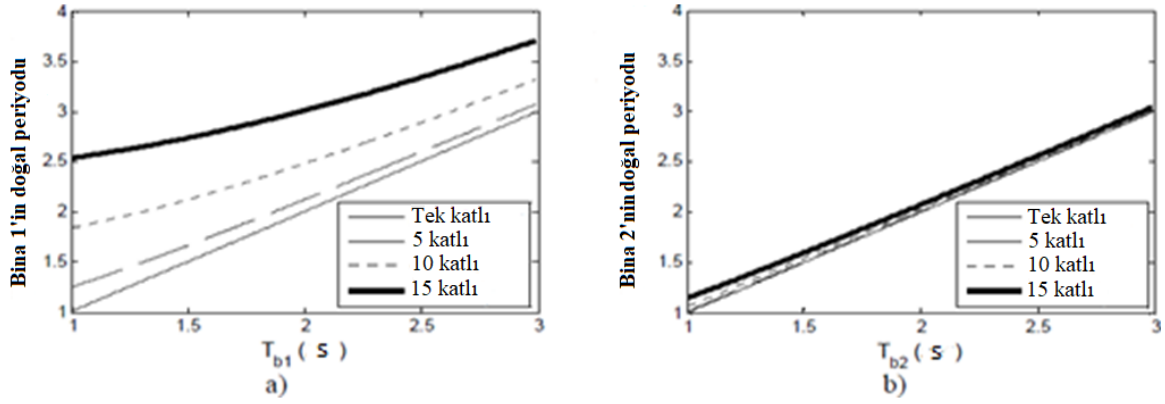 Bina 1'in doğal periyodu
4
3.5
3
2.5
2
1.5
1
Tek katlı
5 katlı
10 katlı
15 katlı
1 1.5 2 2.5 3
T_b1 ( s )
a)
Bina 2'nin doğal periyodu
4
3.5
3
2.5
2
1.5
1
Tek katlı
5 katlı
10 katlı
15 katlı
1 1.5 2 2.5 3
T_b2 ( s )
b)